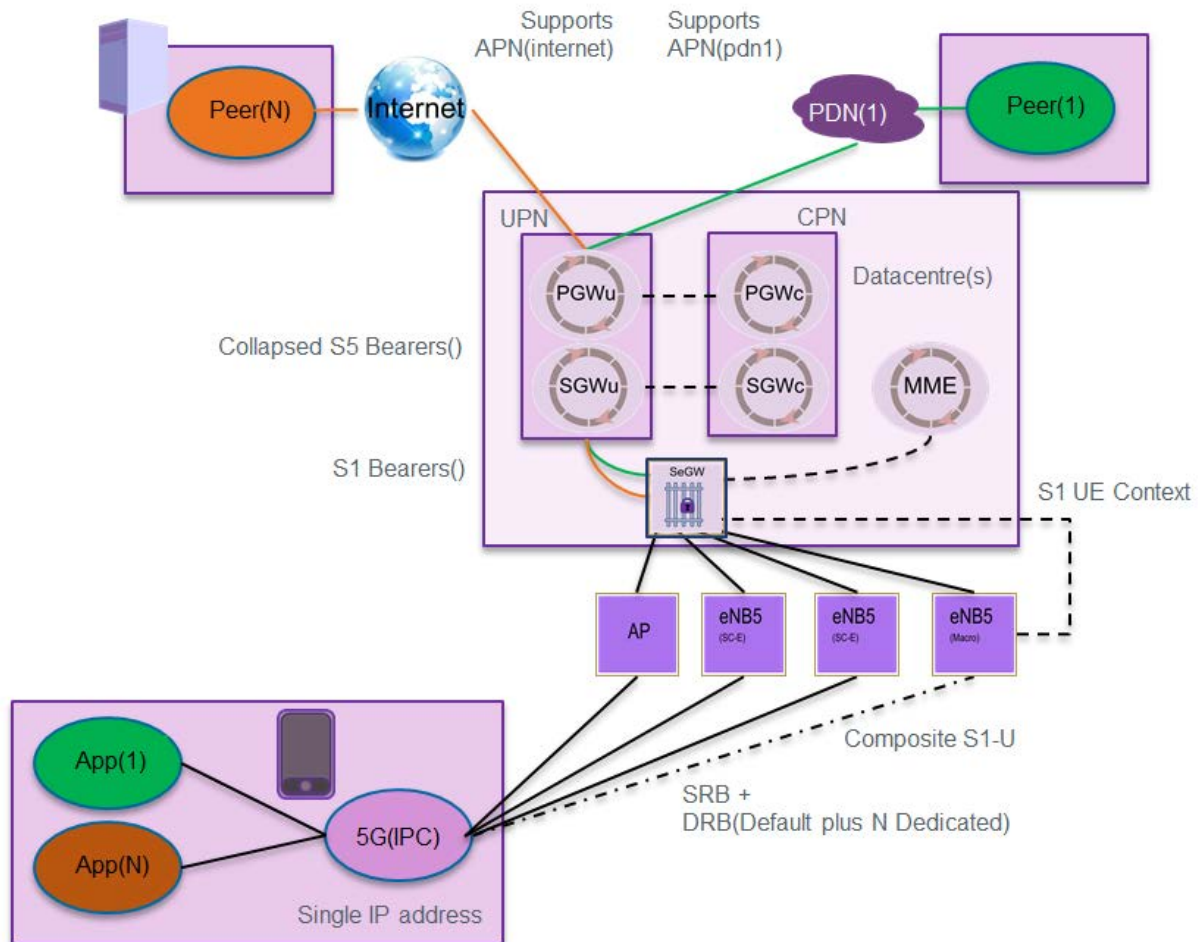 Supports
APN(internet)
Supports
APN(pdn1)
Peer(N)
Internet
PDN(1)
Peer(1)
UPN
CPN
PGWu
PGWc
Datacentre(s)
Collapsed S5 Bearers()
SGWu
SGWc
MME
S1 Bearers()
SeGW
S1 UE Context
AP
eNB5
(SC-E)
eNB5
(SC-E)
eNB5
(Macro)
Composite S1-U
SRB +
DRB(Default plus N Dedicated)
App(1)
5G(IPC)
App(N)
Single IP address